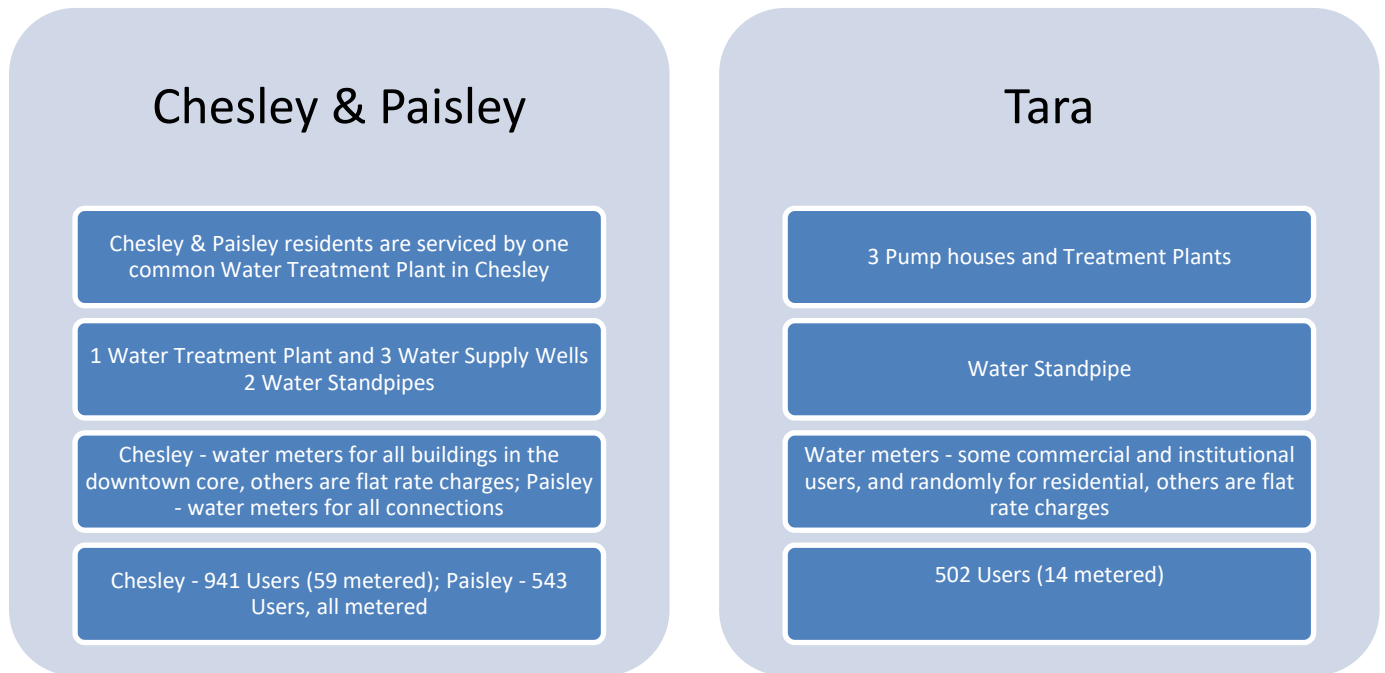 Chesley & Paisley
Chesley & Paisley residents are serviced by one
common Water Treatment Plant in Chesley
1 Water Treatment Plant and 3 Water Supply Wells
2 Water Standpipes
Chesley - water meters for all buildings in the
downtown core, others are flat rate charges; Paisley
- water meters for all connections
Chesley - 941 Users (59 metered); Paisley - 543
Users, all metered
Tara
3 Pump houses and Treatment Plants
Water Standpipe
Water meters - some commercial and institutional
users, and randomly for residential, others are flat
rate charges
502 Users (14 metered)